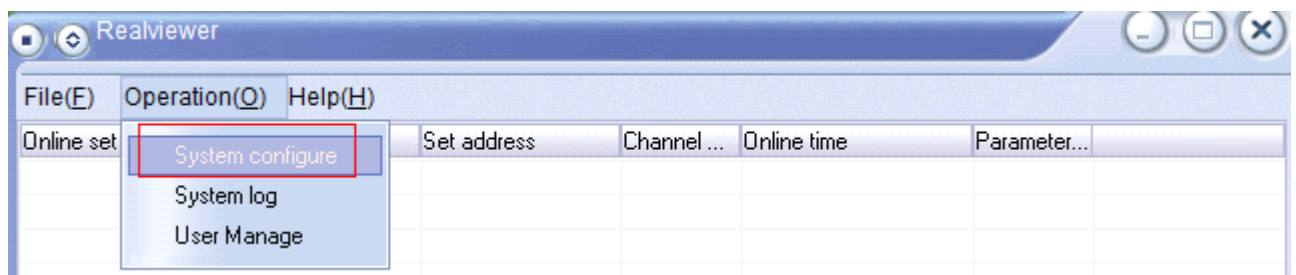 Realviewer
File(F) Operation(O) Help(H)
Online set Set address Channel ... Online time Parameter...
System configure
System log
User Manage